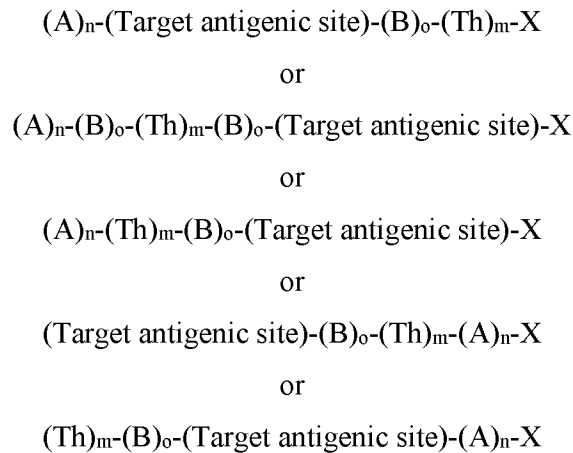 (A)n-(Target antigenic site)-(B)o-(Th)m-X
or
(A)n-(B)o-(Th)m-(B)o-(Target antigenic site)-X
or
(A)n-(Th)m-(B)o-(Target antigenic site)-X
or
(Target antigenic site)-(B)o-(Th)m-(A)n-X
or
(Th)m-(B)o-(Target antigenic site)-(A)n-X